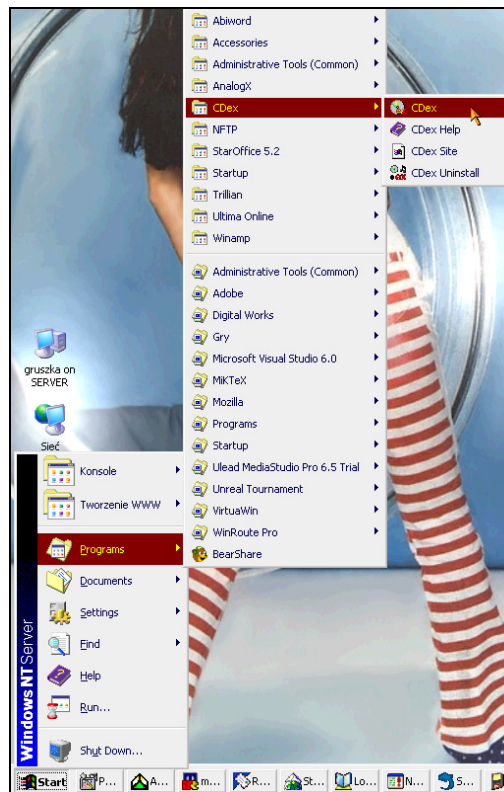 Abiword
Accessories
Administrative Tools (Common)
AnalogX
CDex
NFTP
StarOffice 5.2
Startup
Trillian
Ultima Online
Winamp
Administrative Tools (Common)
Adobe
Digital Works
Gry
Microsoft Visual Studio 6.0
MiKTeX
Mozilla
Programs
Startup
Ulead MediaStudio Pro 6.5 Trial
Unreal Tournament
VirtuaWin
WinRoute Pro
BearShare
CDex
CDex Help
CDex Site
CDex Uninstall
gruszka on
SERVER
Sieć
Konsole
Tworzenie WWW
Programs
Documents
Settings
Find
Help
Run...
Shut Down...
Windows NT Server
Start
P...
A...
m...
R...
St...
Lo...
N...
S...